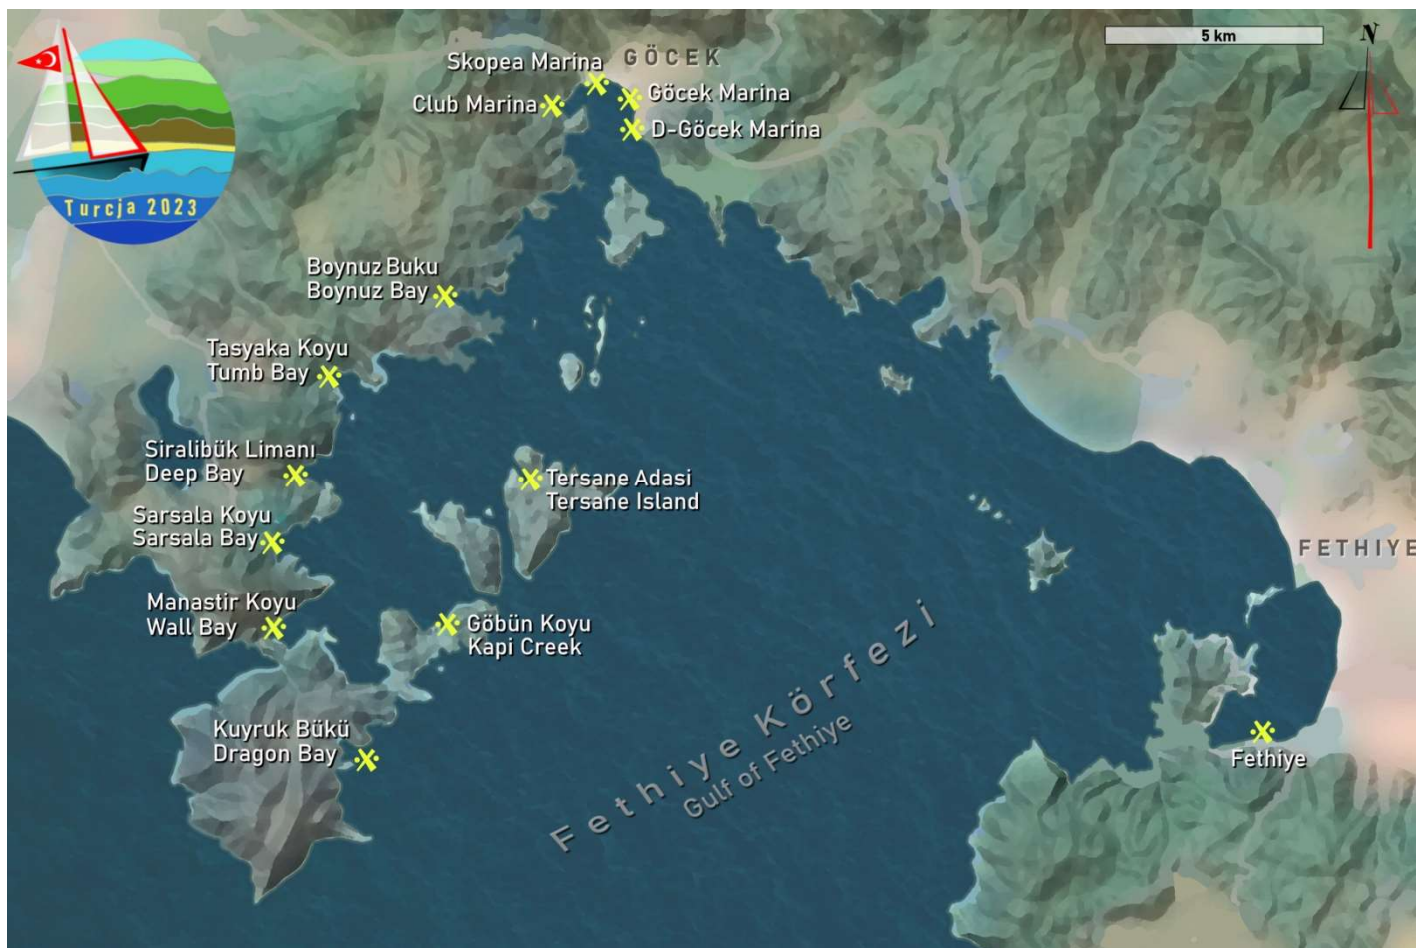 5 km
N
GÖCEK
Skopea Marina
Club Marina
Göcek Marina
D-Göcek Marina
Turcja 2023
Boynuz Buku
Boynuz Bay
Tasyaka Koyu
Tumb Bay
Siralibük Limanı
Deep Bay
Tersane Adasi
Tersane Island
Sarsala Koyu
Sarsala Bay
FETHIYE
Manastir Koyu
Wall Bay
Göbün Koyu
Kapi Creek
Kuyruk Bükü
Dragon Bay
Fethiye Körfezi
Gulf of Fethiye
Fethiye